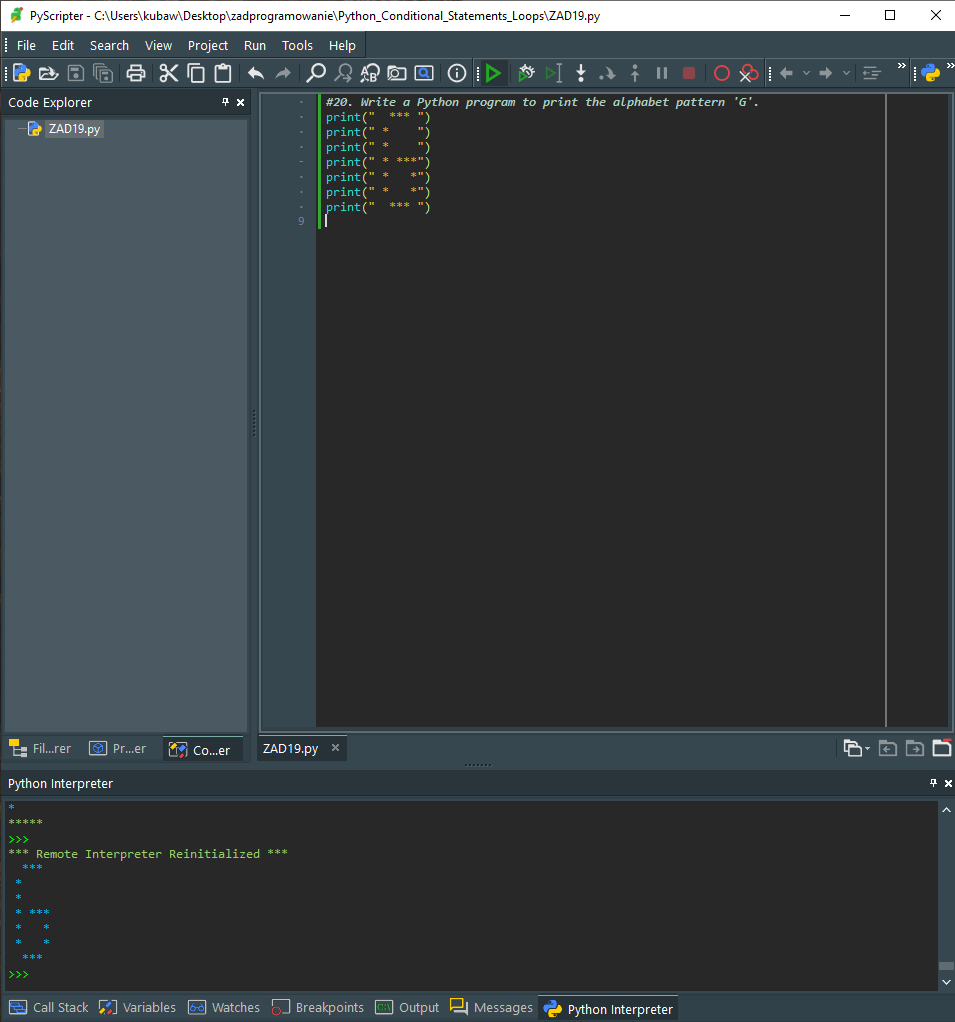 PyScripter - C:\Users\kubaw\Desktop\zadprogramowanie\Python_Conditional_Statements_Loops\ZAD19.py
File Edit Search View Project Run Tools Help
Code Explorer
ZAD19.py
#20. Write a Python program to print the alphabet pattern 'G'.
print("  *** ")
print(" *    ")
print(" *    ")
print(" * ***")
print(" *   *")
print(" *   *")
print("  *** ")
9
Fil...rer Pr...er Co...er ZAD19.py
Python Interpreter
*
*****
>>>
*** Remote Interpreter Reinitialized ***
  ***
 *
 *
 * ***
 *   *
 *   *
  ***
>>>
Call Stack Variables Watches Breakpoints Output Messages Python Interpreter